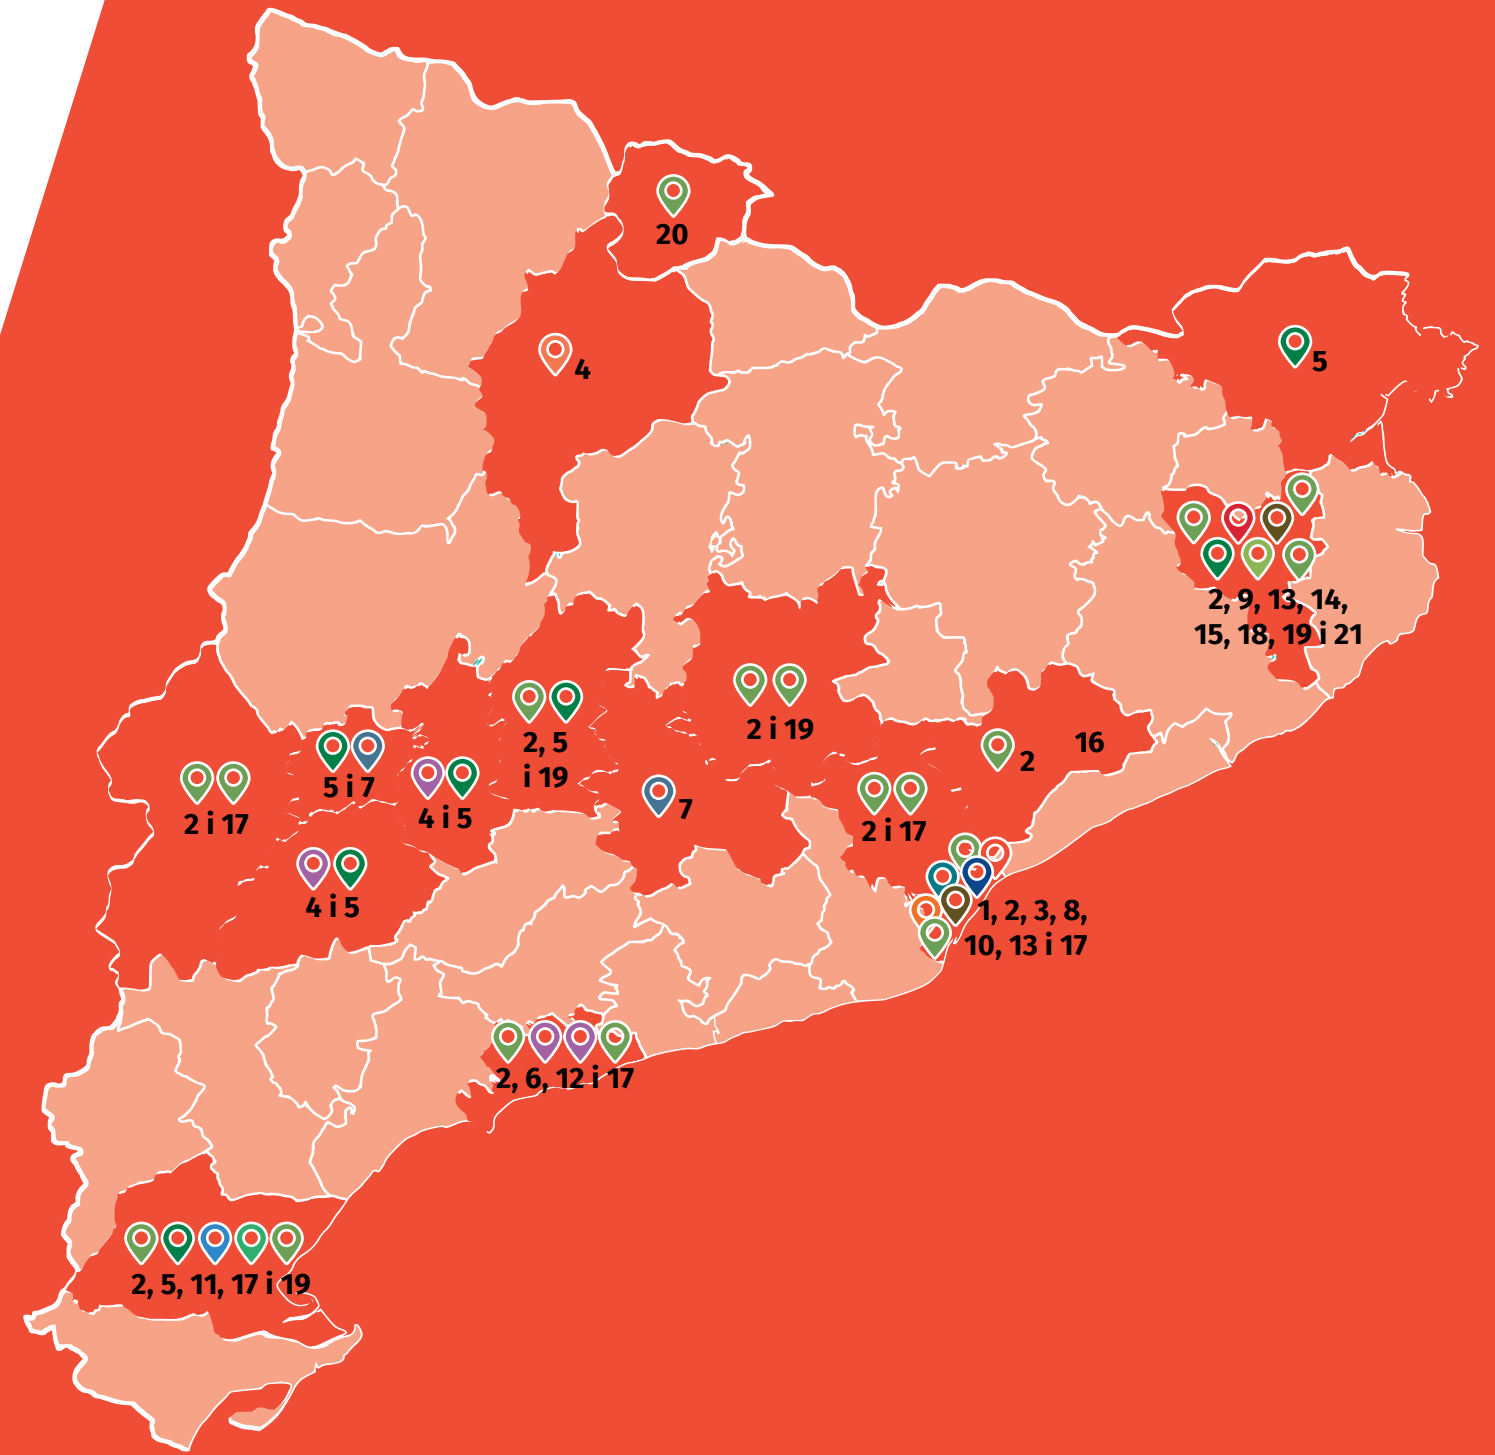 20
4
5
2, 9, 13, 14,
15, 18, 19 i 21
2 i 19
2, 5
i 19
16
2
5 i 7
4 i 5
7
2 i 17
2 i 17
4 i 5
1, 2, 3, 8,
10, 13 i 17
2, 6, 12 i 17
2, 5, 11, 17 i 19